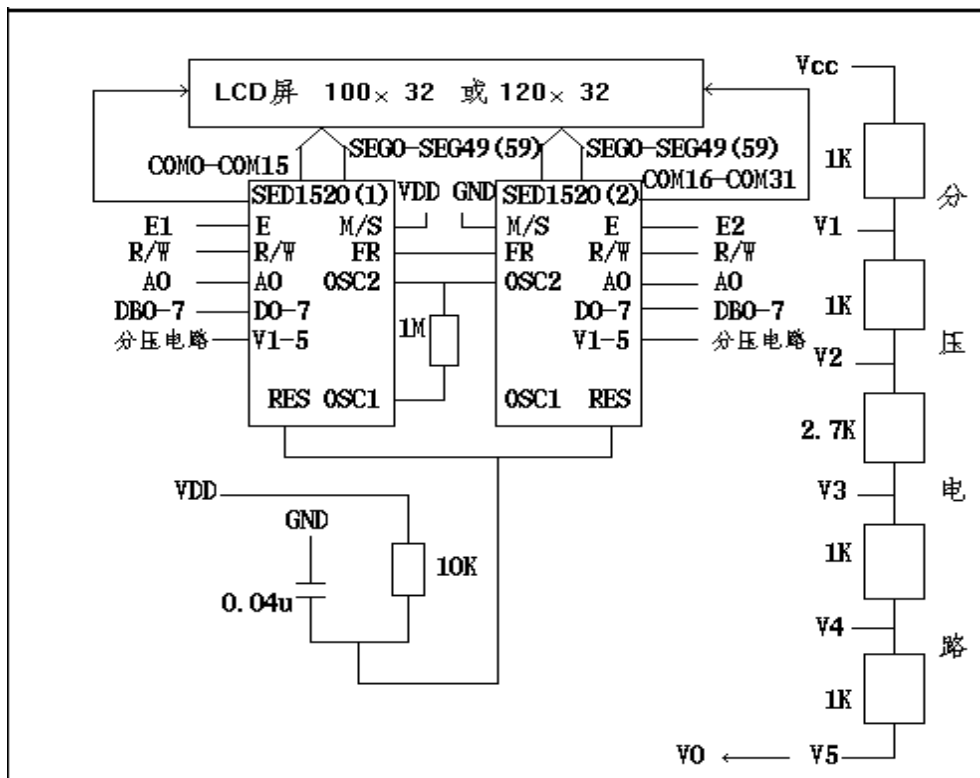 LCD屏 100× 32 或 120× 32
COM0-COM15
SEG0-SEG49(59)
SEG0-SEG49(59)
COM16-COM31
SED1520(1)
VDD
GND
SED1520(2)
E1
E
M/S
M/S
E
E2
R/W
R/W
FR
FR
R/W
R/W
A0
A0
OSC2
OSC2
A0
A0
DB0-7
D0-7
1M
D0-7
DB0-7
分压电路
V1-5
V1-5
分压电路
RES
OSC1
OSC1
RES
VDD
GND
10K
0.04u
Vcc
1K
分
V1
1K
压
V2
2.7K
V3
电
1K
V4
路
1K
V0
V5